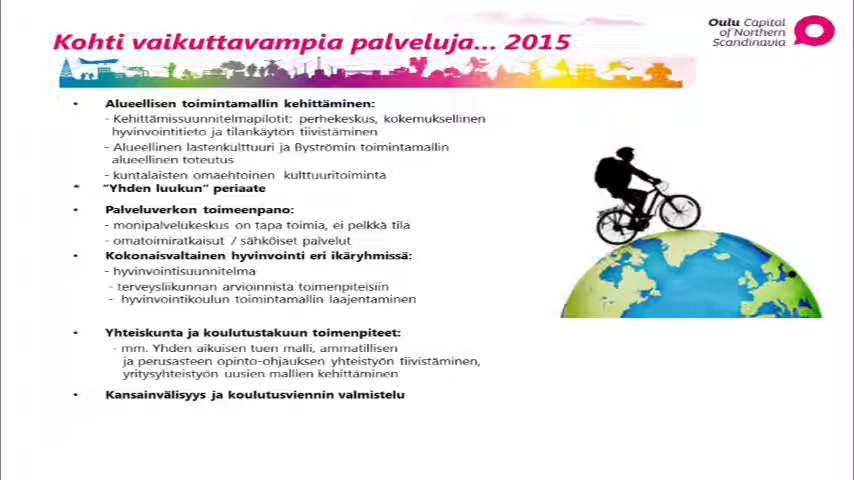 Kohti vaikuttavampia palveluja... 2015
Oulu Capital
of Northern
Scandinavia
• Alueellisen toimintamallin kehittäminen:
- Kehittämissuunnitelmapilotit: perhekeskus, kokemuksellinen
hyvinvointitieto ja tilankäytön tiivistäminen
- Alueellinen lastenkulttuuri ja Byströmin toimintamallin
alueellinen toteutus
- kuntalaisten omaehtoinen kulttuuritoiminta
• "Yhden luukun" periaate
• Palveluverkon toimeenpano:
- monipalvelukeskus on tapa toimia, ei pelkkä tila
- omatoimiratkaisut / sähköiset palvelut
• Kokonaisvaltainen hyvinvointi eri ikäryhmissä:
- hyvinvointisuunnitelma
- terveysliikunnan arvioinnista toimenpiteisiin
- hyvinvointikoulun toimintamallin laajentaminen
• Yhteiskunta ja koulutustakuun toimenpiteet:
- mm. Yhden aikuisen tuen malli, ammatillisen
ja perusasteen opinto-ohjauksen yhteistyön tiivistäminen,
yritysyhteistyön uusien mallien kehittäminen
• Kansainvälisyys ja koulutusviennin valmistelu